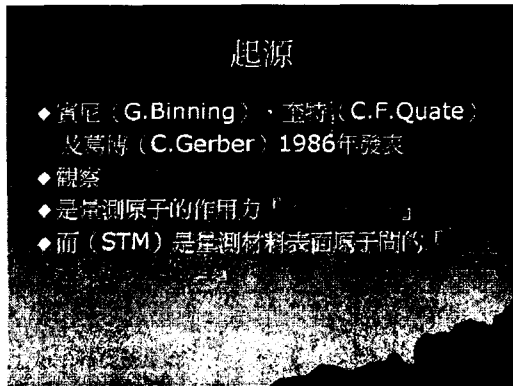 起源
◆ 賓尼（G.Binning）、奎特（C.F.Quate）
及葛博（C.Gerber）1986年發表
◆ 觀察
◆ 是量測原子的作用力「 」
◆ 而（STM）是量測材料表面原子間的「